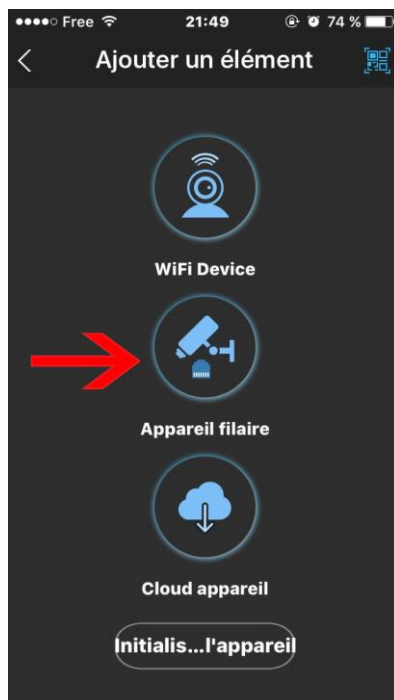 Free 21:49 74 %
Ajouter un élément
WiFi Device
Appareil filaire
Cloud appareil
Initialis...l'appareil